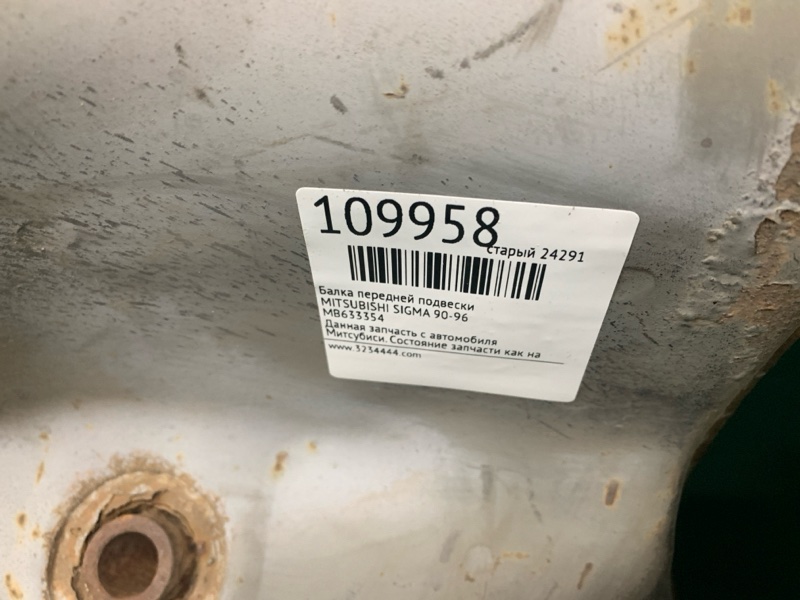 109958
старый 24291
Балка передней подвески
MITSUBISHI SIGMA 90-96
MB633354
Данная запчасть с автомобиля
Митсубиси. Состояние запчасти как на
www.3234444.com